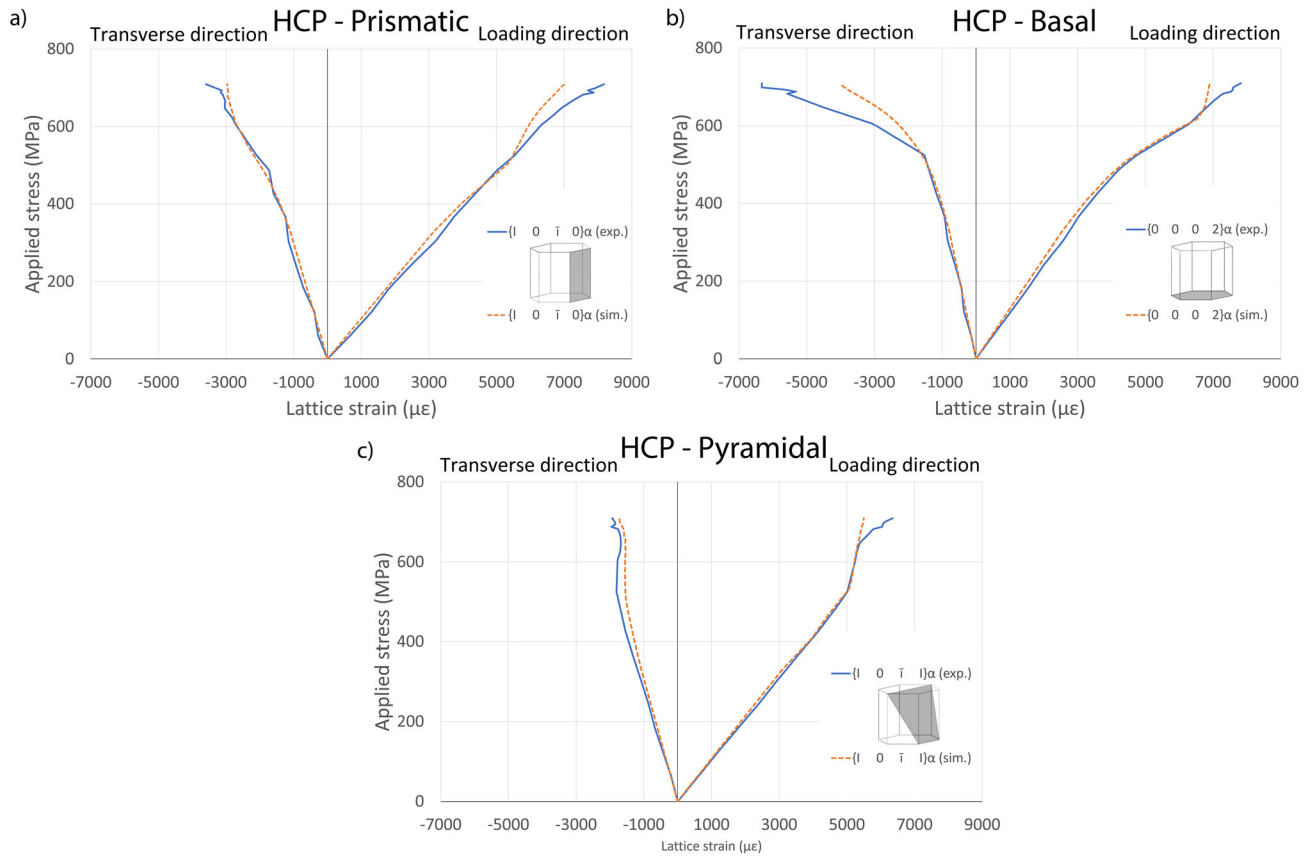 a)
HCP - Prismatic
Transverse direction
Loading direction
800
600
400
200
0
Applied stress (MPa)
{I 0 ī 0}α (exp.)
{I 0 ī 0}α (sim.)
-7000 -5000 -3000 -1000 1000 3000 5000 7000 9000
Lattice strain (με)
b)
HCP - Basal
Transverse direction
Loading direction
800
600
400
200
0
Applied stress (MPa)
{0 0 0 2}α (exp.)
{0 0 0 2}α (sim.)
-7000 -5000 -3000 -1000 1000 3000 5000 7000 9000
Lattice strain (με)
c)
HCP - Pyramidal
Transverse direction
Loading direction
800
600
400
200
0
Applied stress (MPa)
{I 0 ī I}α (exp.)
{I 0 ī I}α (sim.)
-7000 -5000 -3000 -1000 1000 3000 5000 7000 9000
Lattice strain (με)